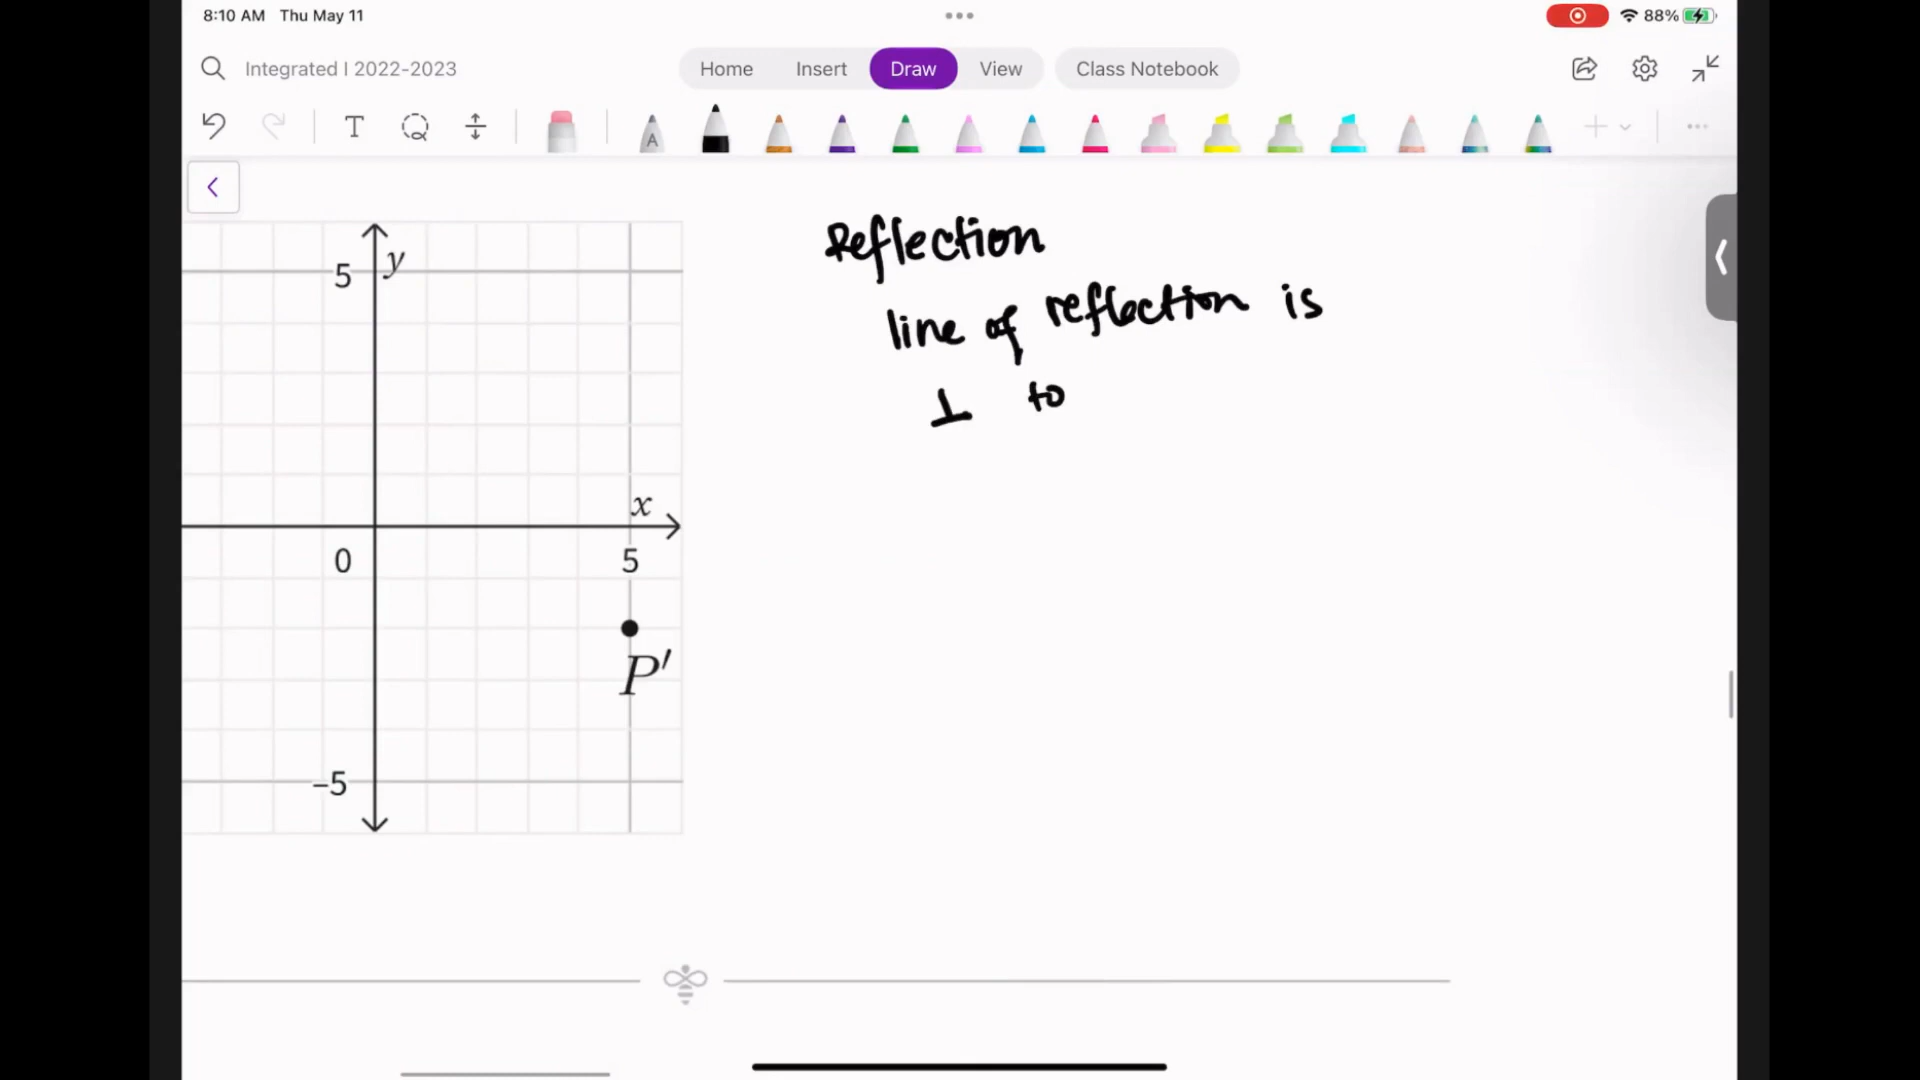 8:10 AM Thu May 11
88%
Integrated I 2022-2023
Home Insert Draw View Class Notebook
T
A
Reflection
line of reflection is
⊥ to
y
5
x
0
5
P′
−5